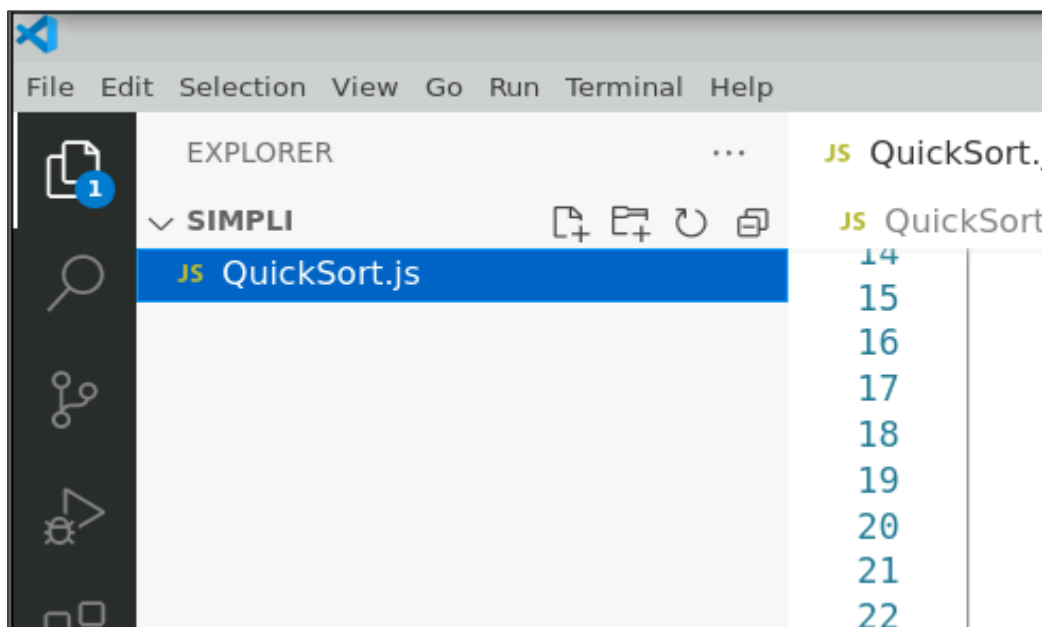 File Edit Selection View Go Run Terminal Help
EXPLORER ... JS QuickSort.
1
SIMPLI JS QuickSort
JS QuickSort.js
14
15
16
17
18
19
20
21
22